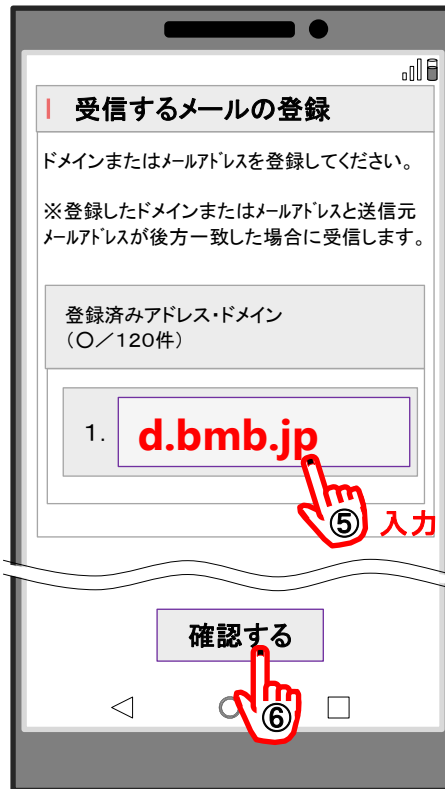 受信するメールの登録
ドメインまたはメールアドレスを登録してください。
※登録したドメインまたはメールアドレスと送信元
メールアドレスが後方一致した場合に受信します。
登録済みアドレス・ドメイン
(〇／120件)
1. d.bmb.jp
⑤ 入力
確認する
⑥